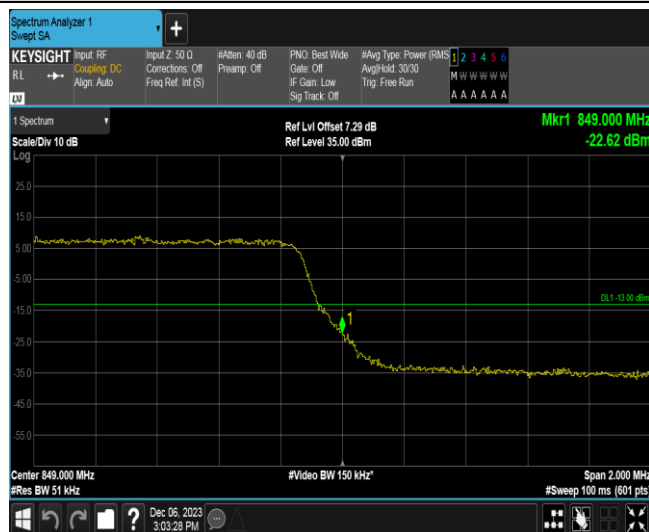 Spectrum Analyzer 1
Swept SA
+
KEYSIGHT
RL
LXI
Input: RF
Coupling: DC
Align: Auto
Input Z: 50 Ω
Corrections: Off
Freq Ref: Int (S)
#Atten: 40 dB
Preamp: Off
PNO: Best Wide
Gate: Off
IF Gain: Low
Sig Track: Off
#Avg Type: Power (RMS
Avg|Hold: 30/30
Trig: Free Run
1 2 3 4 5 6
M W W W W W
A A A A A A
1 Spectrum
Scale/Div 10 dB
Log
Ref Lvl Offset 7.29 dB
Ref Level 35.00 dBm
Mkr1 849.000 MHz
-22.62 dBm
25.0
15.0
5.00
-5.00
DL1 -13.00 dBm
-15.0
1
-25.0
-35.0
-45.0
-55.0
Center 849.000 MHz
#Res BW 51 kHz
#Video BW 150 kHz*
Span 2.000 MHz
#Sweep 100 ms (601 pts)
?
Dec 06, 2023
3:03:28 PM